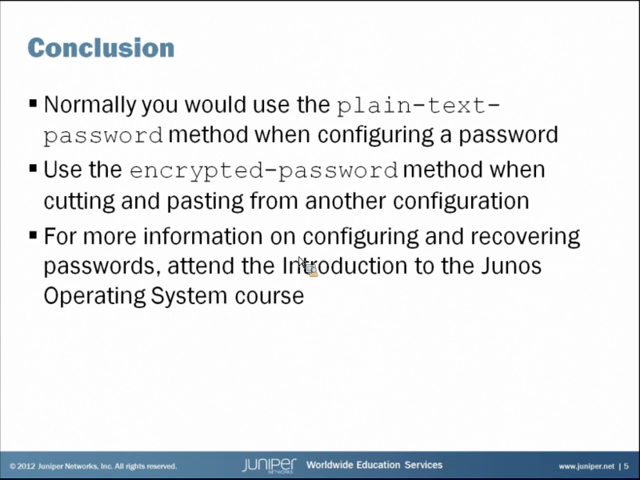 Conclusion
▪ Normally you would use the plain-text-
password method when configuring a password
▪ Use the encrypted-password method when
cutting and pasting from another configuration
▪ For more information on configuring and recovering
passwords, attend the Introduction to the Junos
Operating System course
© 2012 Juniper Networks, Inc. All rights reserved. JUNIPER NETWORKS Worldwide Education Services www.juniper.net | 5